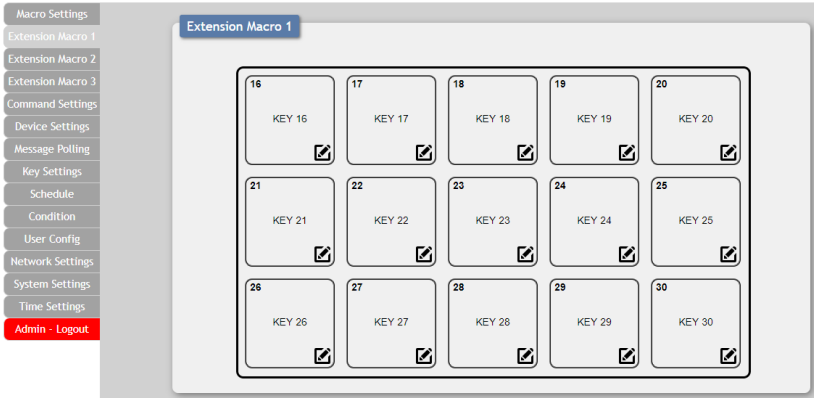 Macro Settings
Extension Macro 1
Extension Macro 2
Extension Macro 3
Command Settings
Device Settings
Message Polling
Key Settings
Schedule
Condition
User Config
Network Settings
System Settings
Time Settings
Admin - Logout
Extension Macro 1
16 17 18 19 20
KEY 16 KEY 17 KEY 18 KEY 19 KEY 20
21 22 23 24 25
KEY 21 KEY 22 KEY 23 KEY 24 KEY 25
26 27 28 29 30
KEY 26 KEY 27 KEY 28 KEY 29 KEY 30